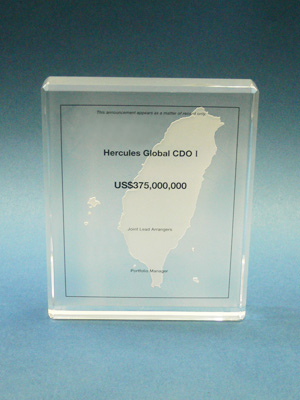 This announcement appears as a matter of record only
Hercules Global CDO I
US$375,000,000
Joint Lead Arrangers
Portfolio Manager